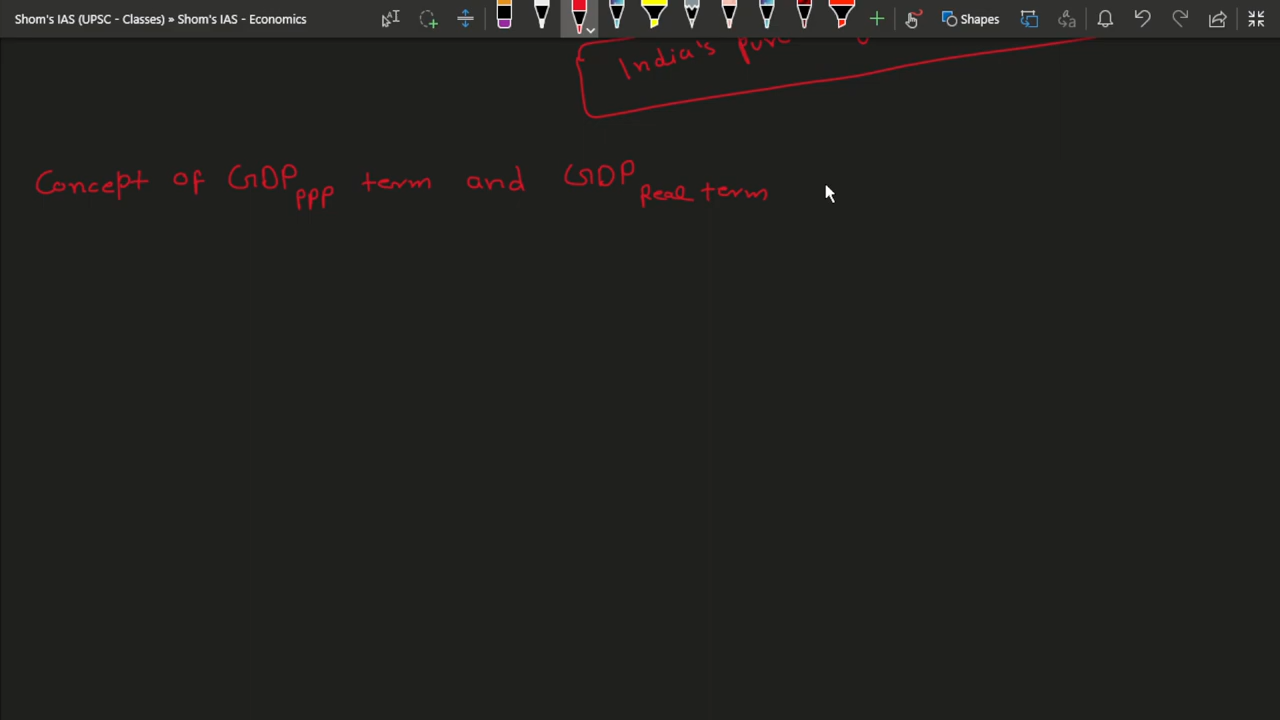 Shom's IAS (UPSC - Classes) » Shom's IAS - Economics
Shapes
India's
Concept of GDP PPP term and GDP Real term